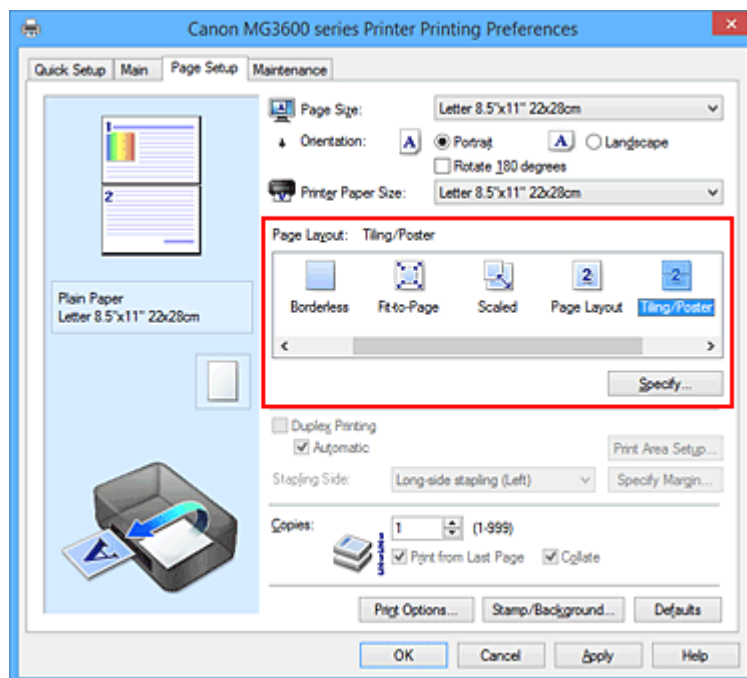 Canon MG3600 series Printer Printing Preferences
Quick Setup Main Page Setup Maintenance
Page Size: Letter 8.5"x11" 22x28cm
Orientation: A Portrait A Landscape
Rotate 180 degrees
Printer Paper Size: Letter 8.5"x11" 22x28cm
1
2
Page Layout: Tiling/Poster
2 2
Borderless Fit-to-Page Scaled Page Layout Tiling/Poster
Plain Paper
Letter 8.5"x11" 22x28cm
Specify...
Duplex Printing
Automatic Print Area Setup...
Stapling Side: Long-side stapling (Left) Specify Margin...
A
Copies: 1 (1-999)
Print from Last Page Collate
Print Options... Stamp/Background... Defaults
OK Cancel Apply Help